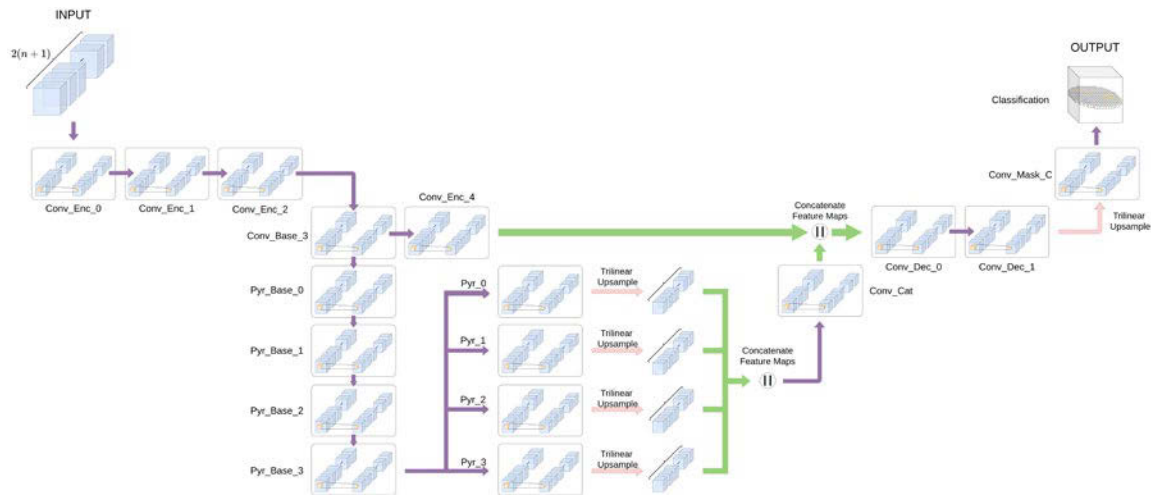 INPUT
2(n + 1)
OUTPUT
Classification
Conv_Mask_C
Conv_Enc_0
Conv_Enc_1
Conv_Enc_2
Conv_Enc_4
Conv_Base_3
Concatenate
Feature Maps
Trilinear
Upsample
Conv_Dec_0
Conv_Dec_1
Pyr_Base_0
Pyr_0
Trilinear
Upsample
Conv_Cat
Pyr_Base_1
Pyr_1
Trilinear
Upsample
Concatenate
Feature Maps
Pyr_Base_2
Pyr_2
Trilinear
Upsample
Pyr_Base_3
Pyr_3
Trilinear
Upsample